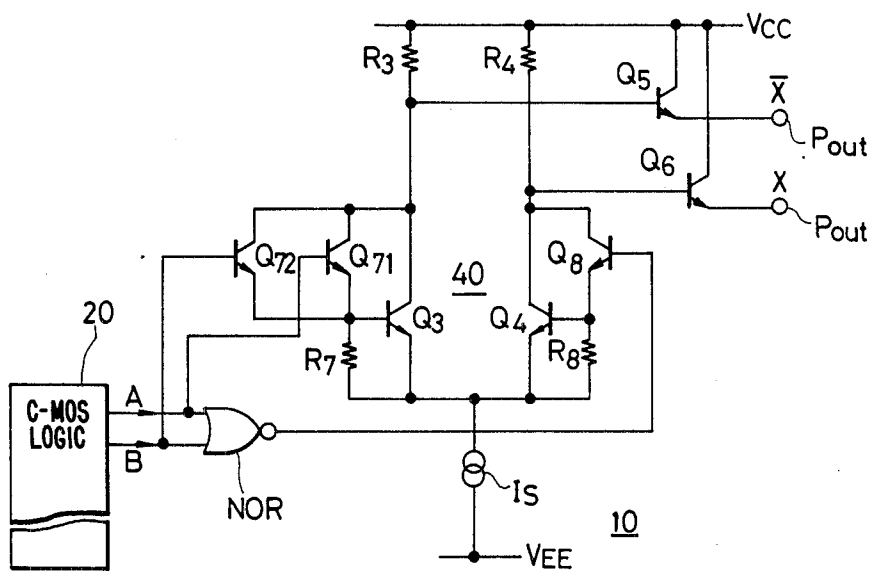 VCC
R3
R4
Q5
X̅
Pout
Q6
X
Pout
Q72
Q71
Q8
40
Q3
Q4
20
R7
R8
C-MOS
LOGIC
A
B
NOR
IS
10
VEE